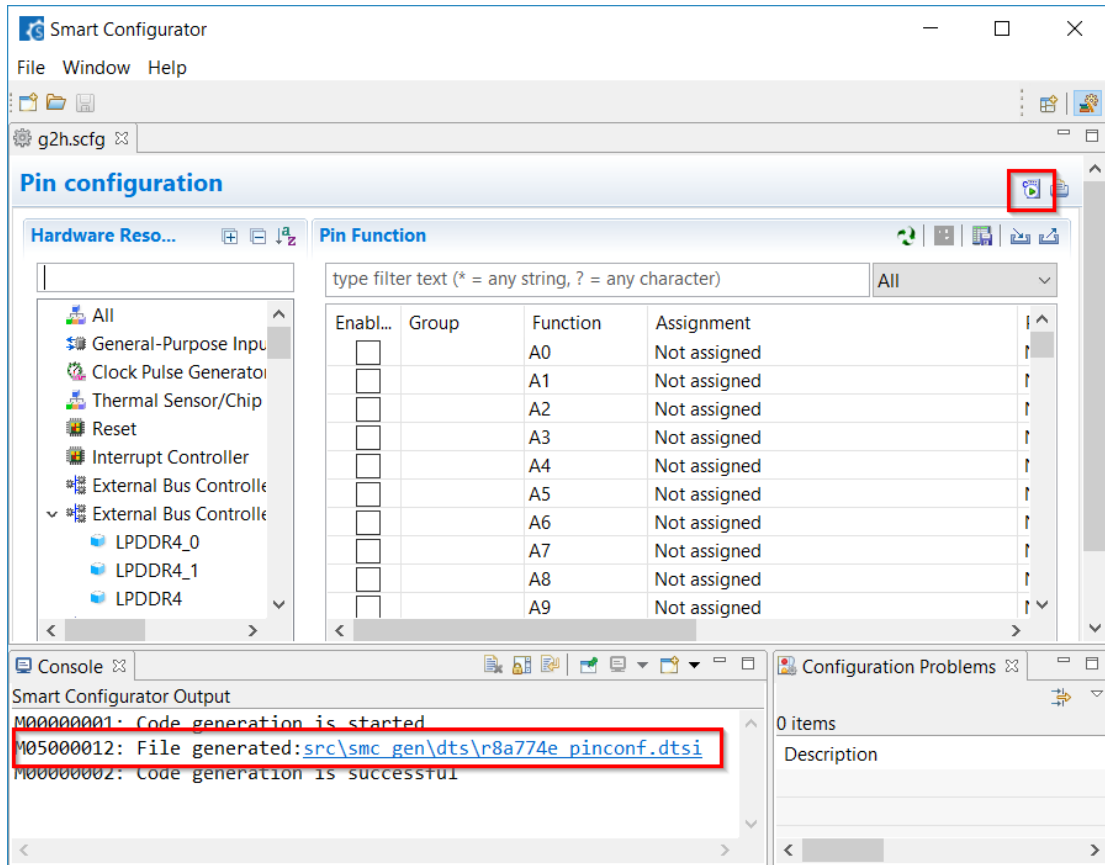 Smart Configurator
File Window Help
g2h.scfg
Pin configuration
Hardware Reso...
Pin Function
type filter text (* = any string, ? = any character)
All
All
General-Purpose Inpu
Clock Pulse Generator
Thermal Sensor/Chip
Reset
Interrupt Controller
External Bus Controlle
External Bus Controlle
LPDDR4_0
LPDDR4_1
LPDDR4
Enabl... Group Function Assignment
A0 Not assigned
A1 Not assigned
A2 Not assigned
A3 Not assigned
A4 Not assigned
A5 Not assigned
A6 Not assigned
A7 Not assigned
A8 Not assigned
A9 Not assigned
Console
Smart Configurator Output
M00000001: Code generation is started
M05000012: File generated:src\smc_gen\dts\r8a774e_pinconf.dtsi
M00000002: Code generation is successful
Configuration Problems
0 items
Description